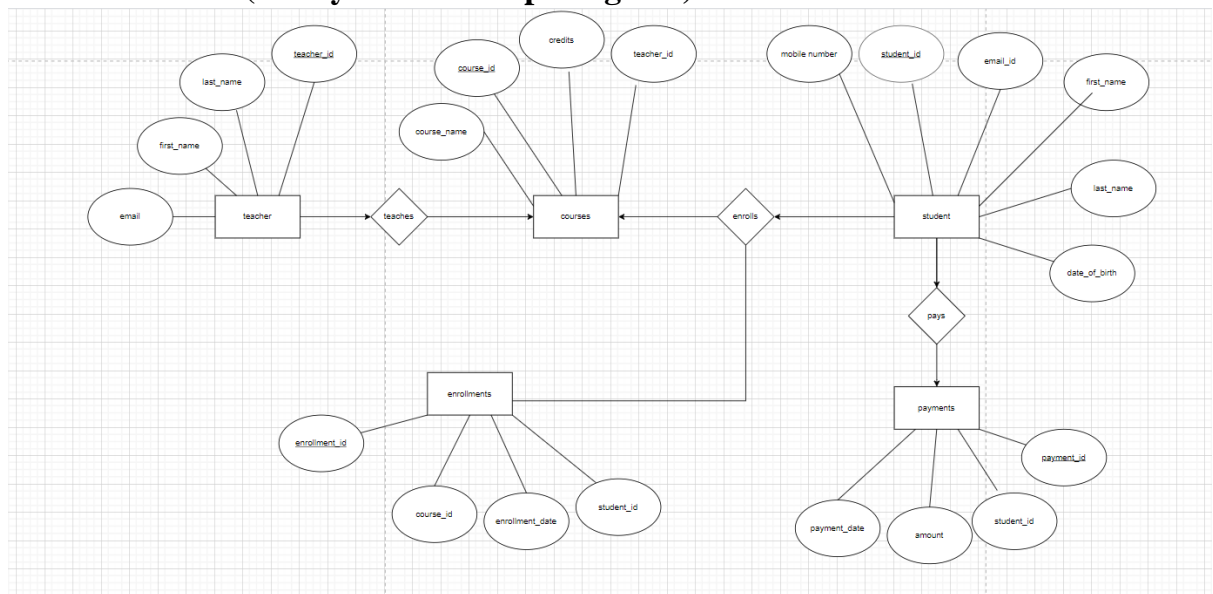 credits
teacher_id
course_id
teacher_id
mobile number
student_id
email_id
first_name
last_name
course_name
first_name
last_name
email
teacher
teaches
courses
enrolls
student
date_of_birth
pays
enrollments
payments
enrollment_id
payment_id
course_id
enrollment_date
student_id
payment_date
amount
student_id